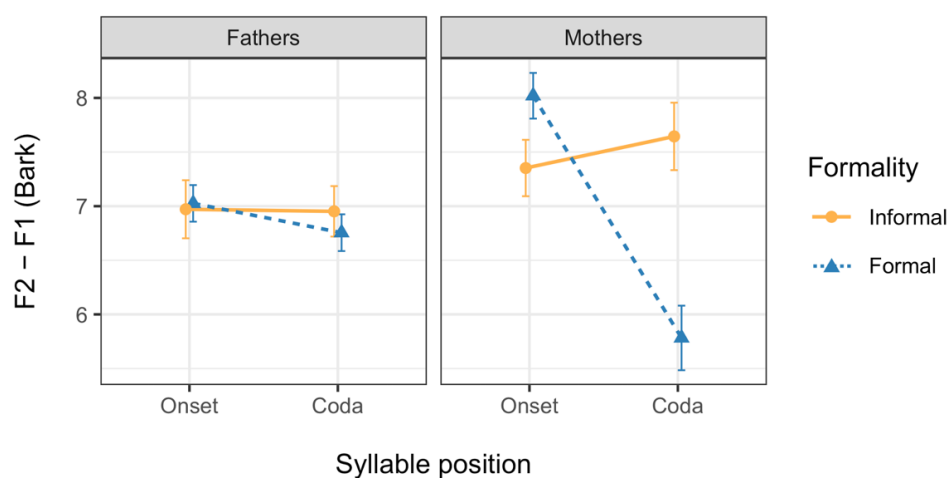 Fathers
Mothers
8
7
6
F2 − F1 (Bark)
Onset
Coda
Onset
Coda
Syllable position
Formality
Informal
Formal